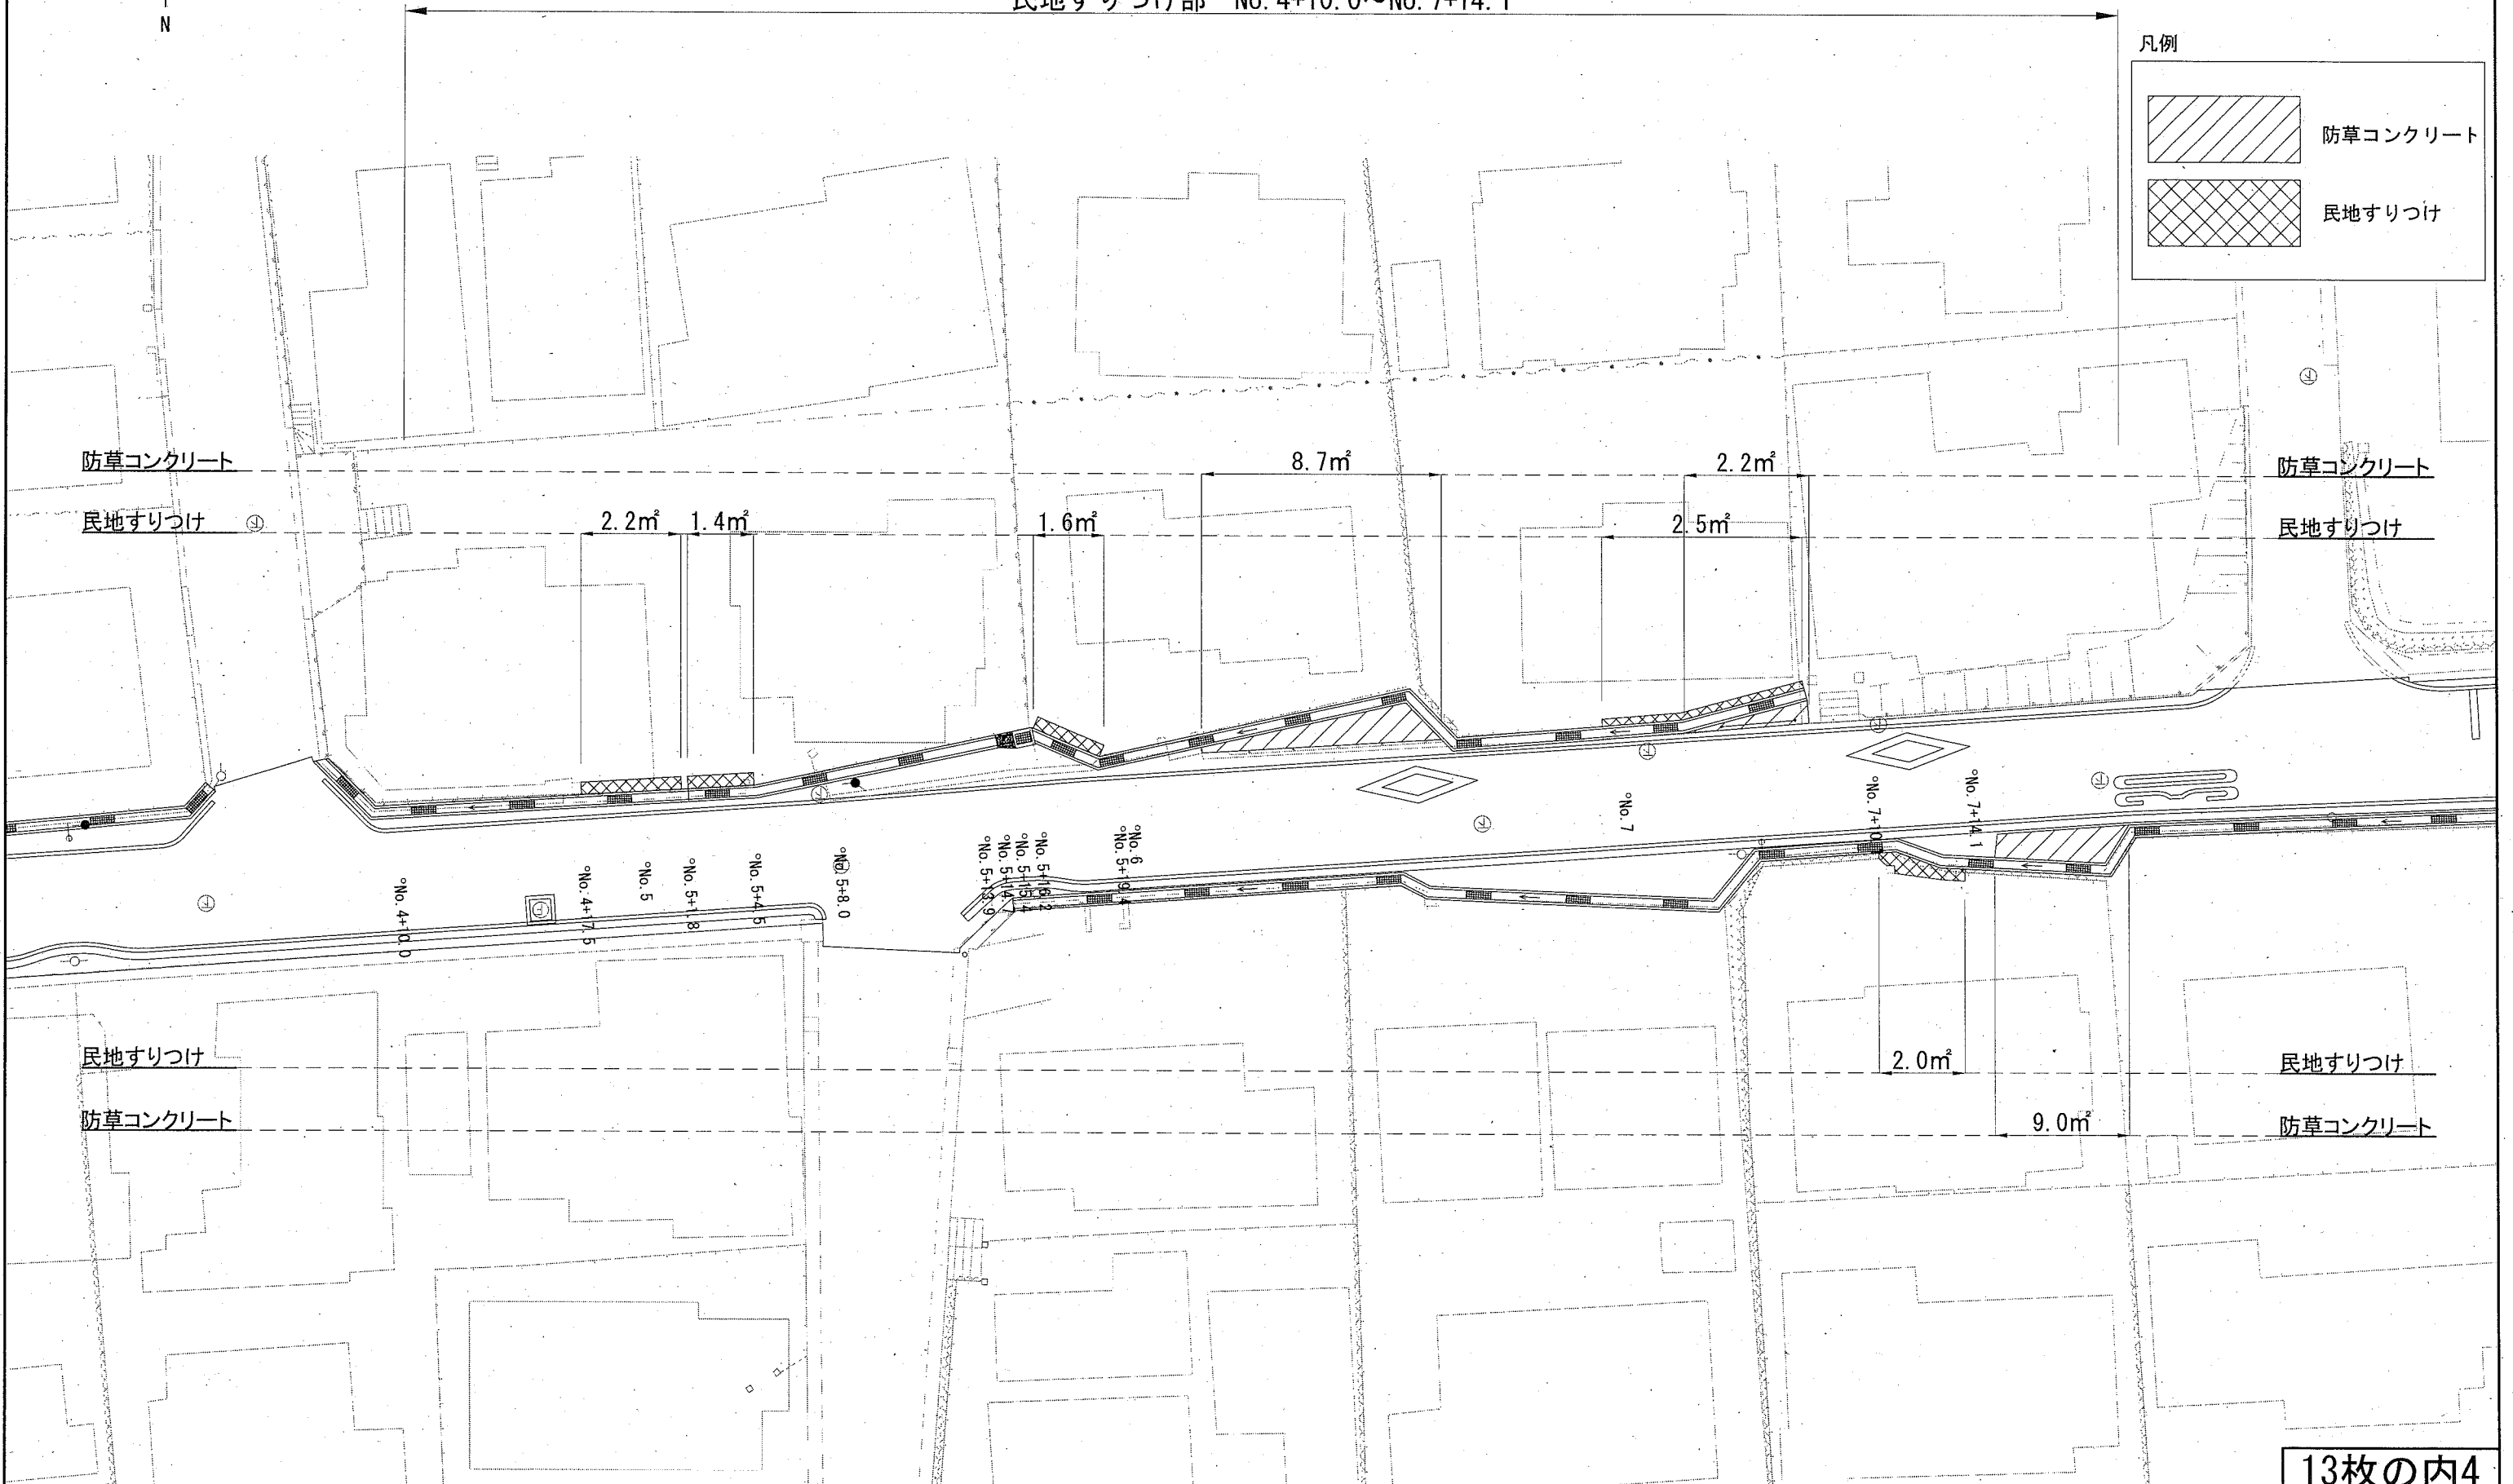 民地すりつけ部 No.4+10.0～No.7+14.1
N
凡例
防草コンクリート
民地すりつけ
防草コンクリート
8.7㎡
2.2㎡
防草コンクリート
民地すりつけ
2.2㎡
1.4㎡
1.6㎡
2.5㎡
民地すりつけ
No.4+10.0
No.4+17.5
No.5
No.5+1.8
No.5+4.5
No.5+8.0
No.5+13.9
No.5+15.4
No.5+16.2
No.5+19.4
No.6
No.7
No.7+10
No.7+14.1
民地すりつけ
2.0㎡
民地すりつけ
防草コンクリート
9.0㎡
防草コンクリート
13枚の内4